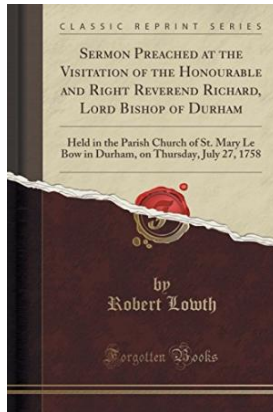 CLASSIC REPRINT SERIES
SERMON PREACHED AT THE
VISITATION OF THE HONOURABLE
AND RIGHT REVEREND RICHARD,
LORD BISHOP OF DURHAM
Held in the Parish Church of St. Mary Le
Bow in Durham, on Thursday, July 27, 1758
by
Robert Lowth
Forgotten Books